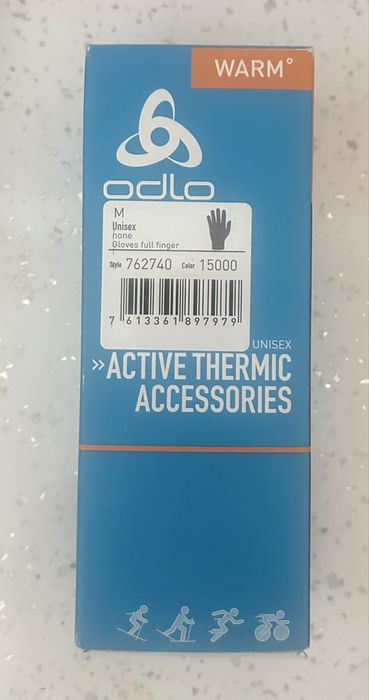 WARM°
odlo
M
Unisex
none
Gloves full finger
Style 762740 Color 15000
7 613361 897979
UNISEX
»ACTIVE THERMIC
ACCESSORIES